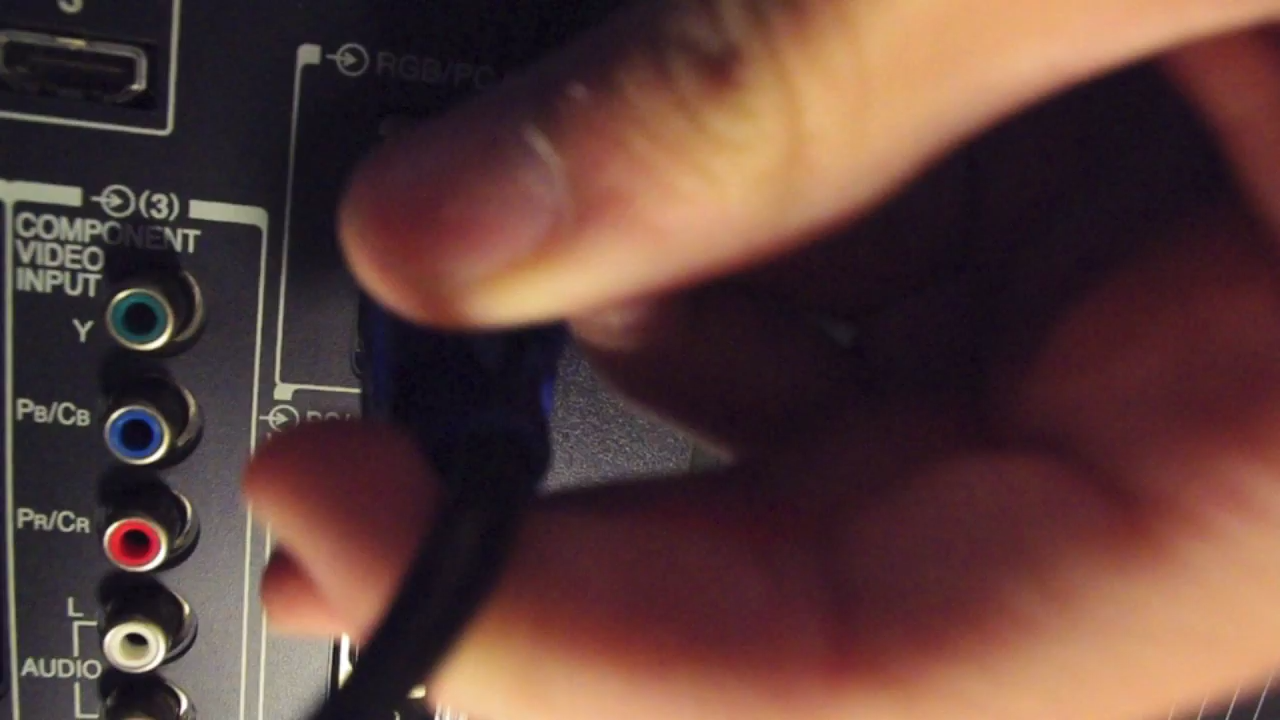 3
RGB/PC
(3)
COMPONENT
VIDEO
INPUT
Y
PB/CB
PR/CR
L
AUDIO